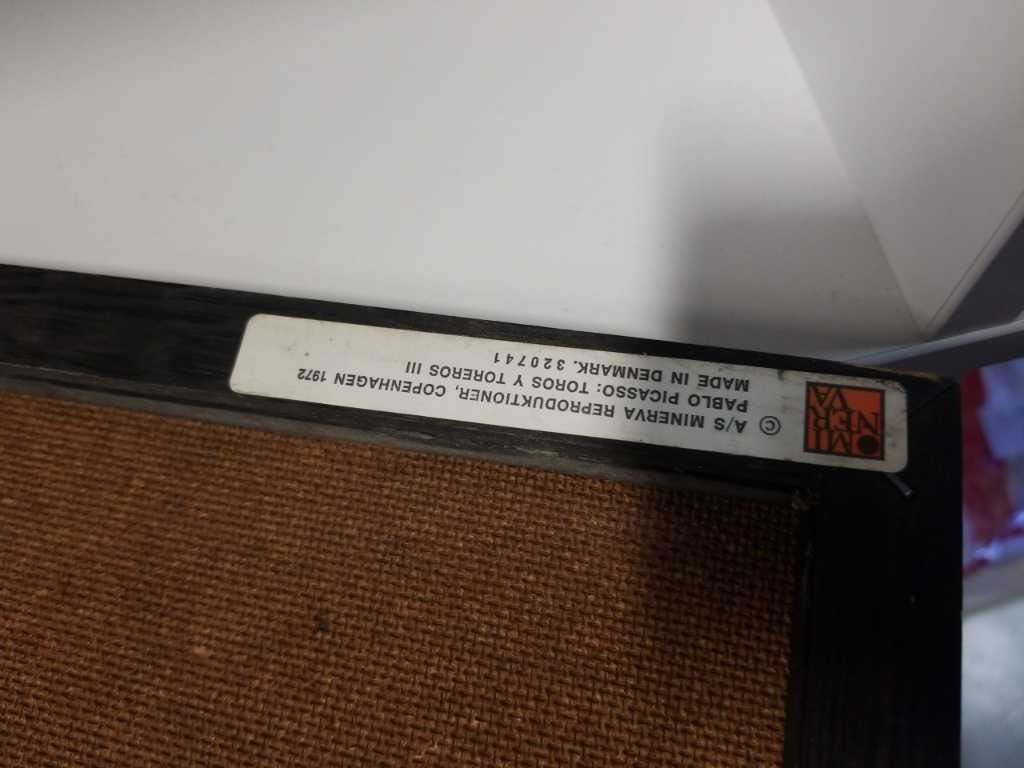 MI
NER
VA
© A/S MINERVA REPRODUKTIONER, COPENHAGEN 1972
PABLO PICASSO: TOROS Y TOREROS III
MADE IN DENMARK. 320741